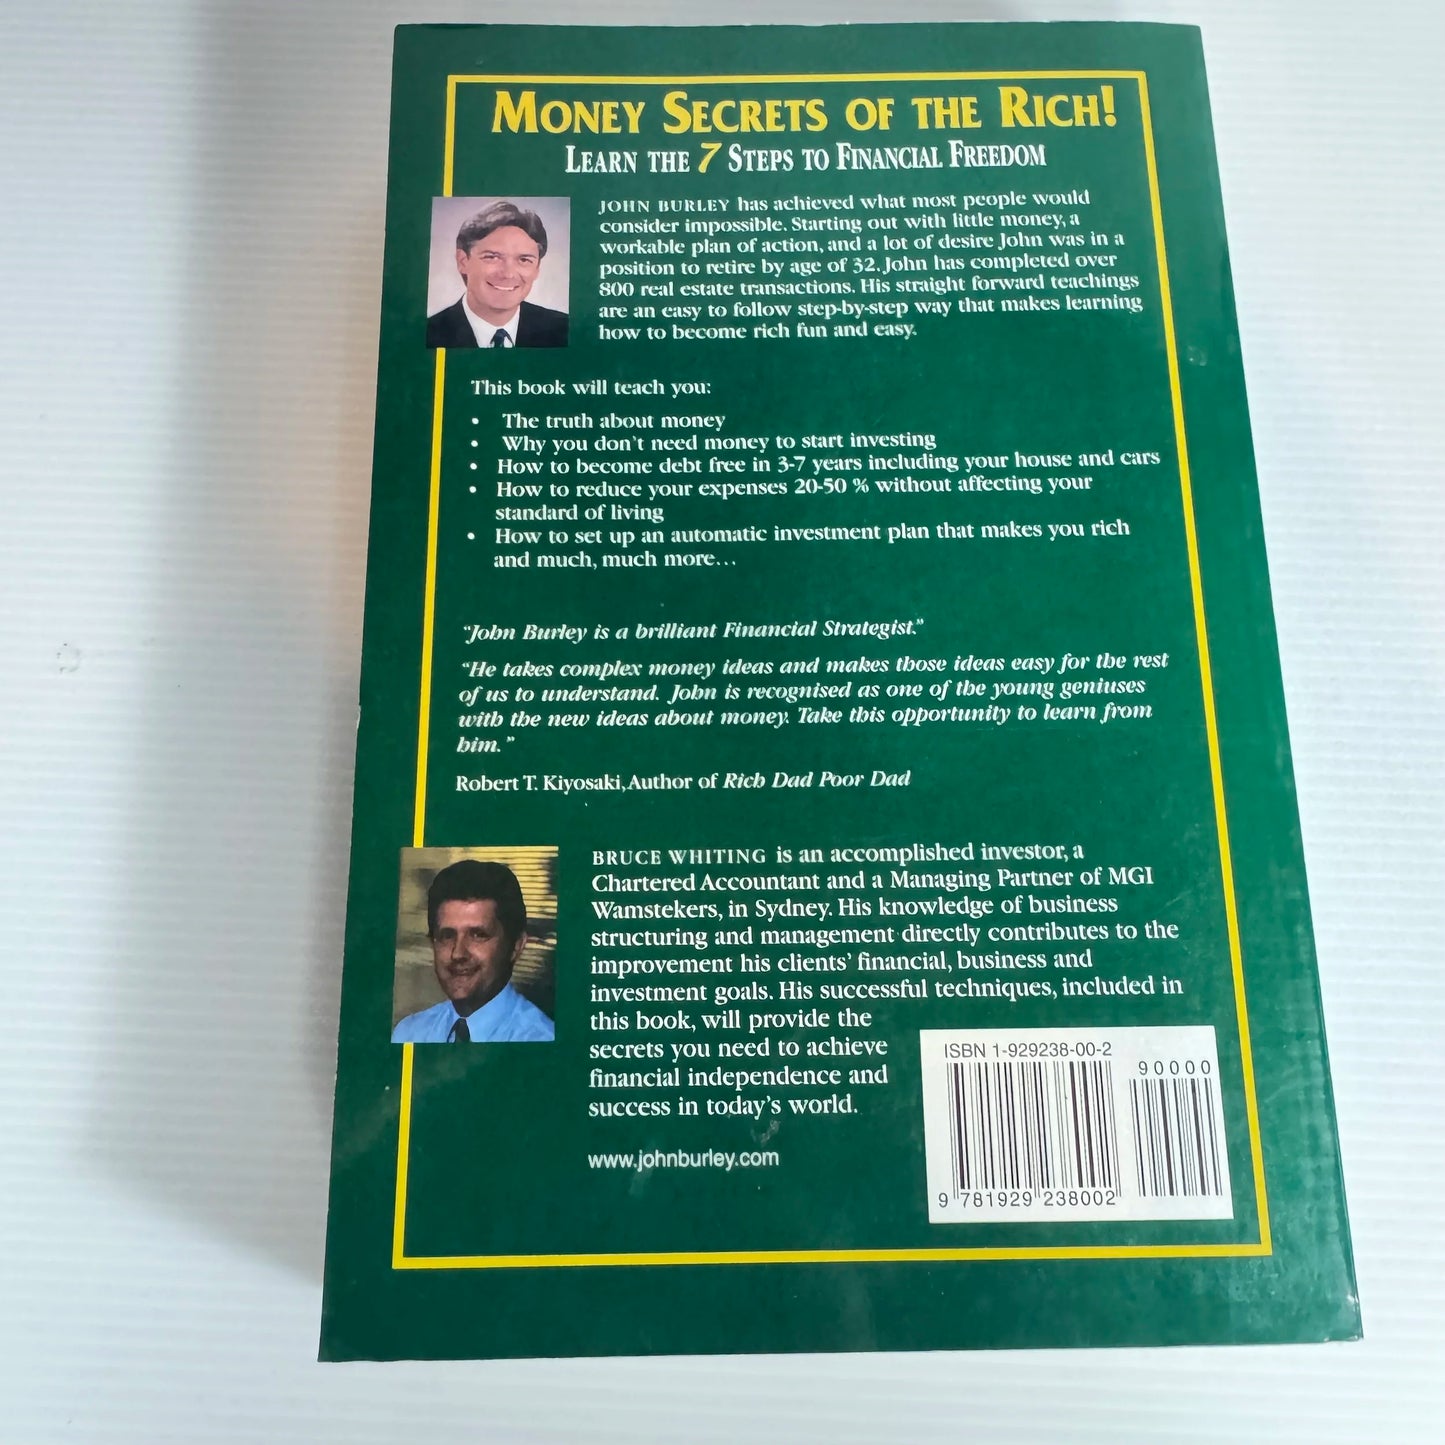 MONEY SECRETS OF THE RICH!
LEARN THE 7 STEPS TO FINANCIAL FREEDOM
JOHN BURLEY has achieved what most people would
consider impossible. Starting out with little money, a
workable plan of action, and a lot of desire John was in a
position to retire by age of 32. John has completed over
800 real estate transactions. His straight forward teachings
are an easy to follow step-by-step way that makes learning
how to become rich fun and easy.
This book will teach you:
• The truth about money
• Why you don't need money to start investing
• How to become debt free in 3-7 years including your house and cars
• How to reduce your expenses 20-50 % without affecting your
standard of living
• How to set up an automatic investment plan that makes you rich
and much, much more...
"John Burley is a brilliant Financial Strategist."
"He takes complex money ideas and makes those ideas easy for the rest
of us to understand. John is recognised as one of the young geniuses
with the new ideas about money. Take this opportunity to learn from
him."
Robert T. Kiyosaki, Author of Rich Dad Poor Dad
BRUCE WHITING is an accomplished investor, a
Chartered Accountant and a Managing Partner of MGI
Wamstekers, in Sydney. His knowledge of business
structuring and management directly contributes to the
improvement his clients' financial, business and
investment goals. His successful techniques, included in
this book, will provide the
secrets you need to achieve
financial independence and
success in today's world.
www.johnburley.com
ISBN 1-929238-00-2
90000
9 781929 238002